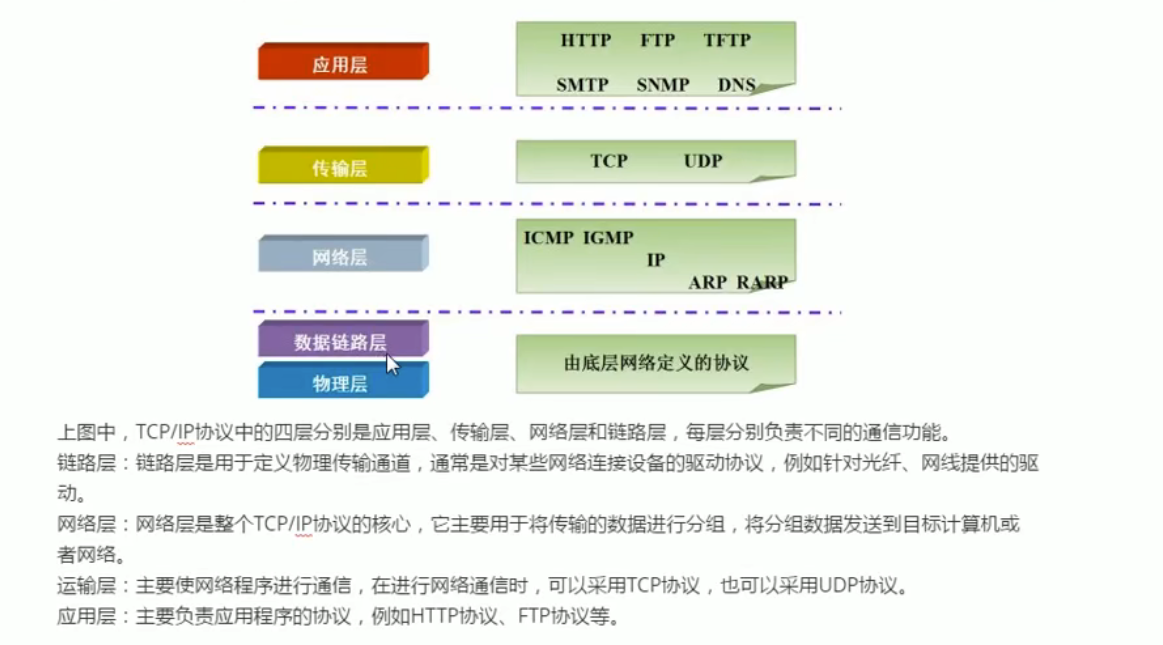 应用层
HTTP FTP TFTP
SMTP SNMP DNS
传输层
TCP UDP
网络层
ICMP IGMP
IP
ARP RARP
数据链路层
物理层
由底层网络定义的协议
上图中，TCP/IP协议中的四层分别是应用层、传输层、网络层和链路层，每层分别负责不同的通信功能。
链路层：链路层是用于定义物理传输通道，通常是对某些网络连接设备的驱动协议，例如针对光纤、网线提供的驱
动。
网络层：网络层是整个TCP/IP协议的核心，它主要用于将传输的数据进行分组，将分组数据发送到目标计算机或
者网络。
运输层：主要使网络程序进行通信，在进行网络通信时，可以采用TCP协议，也可以采用UDP协议。
应用层：主要负责应用程序的协议，例如HTTP协议、FTP协议等。